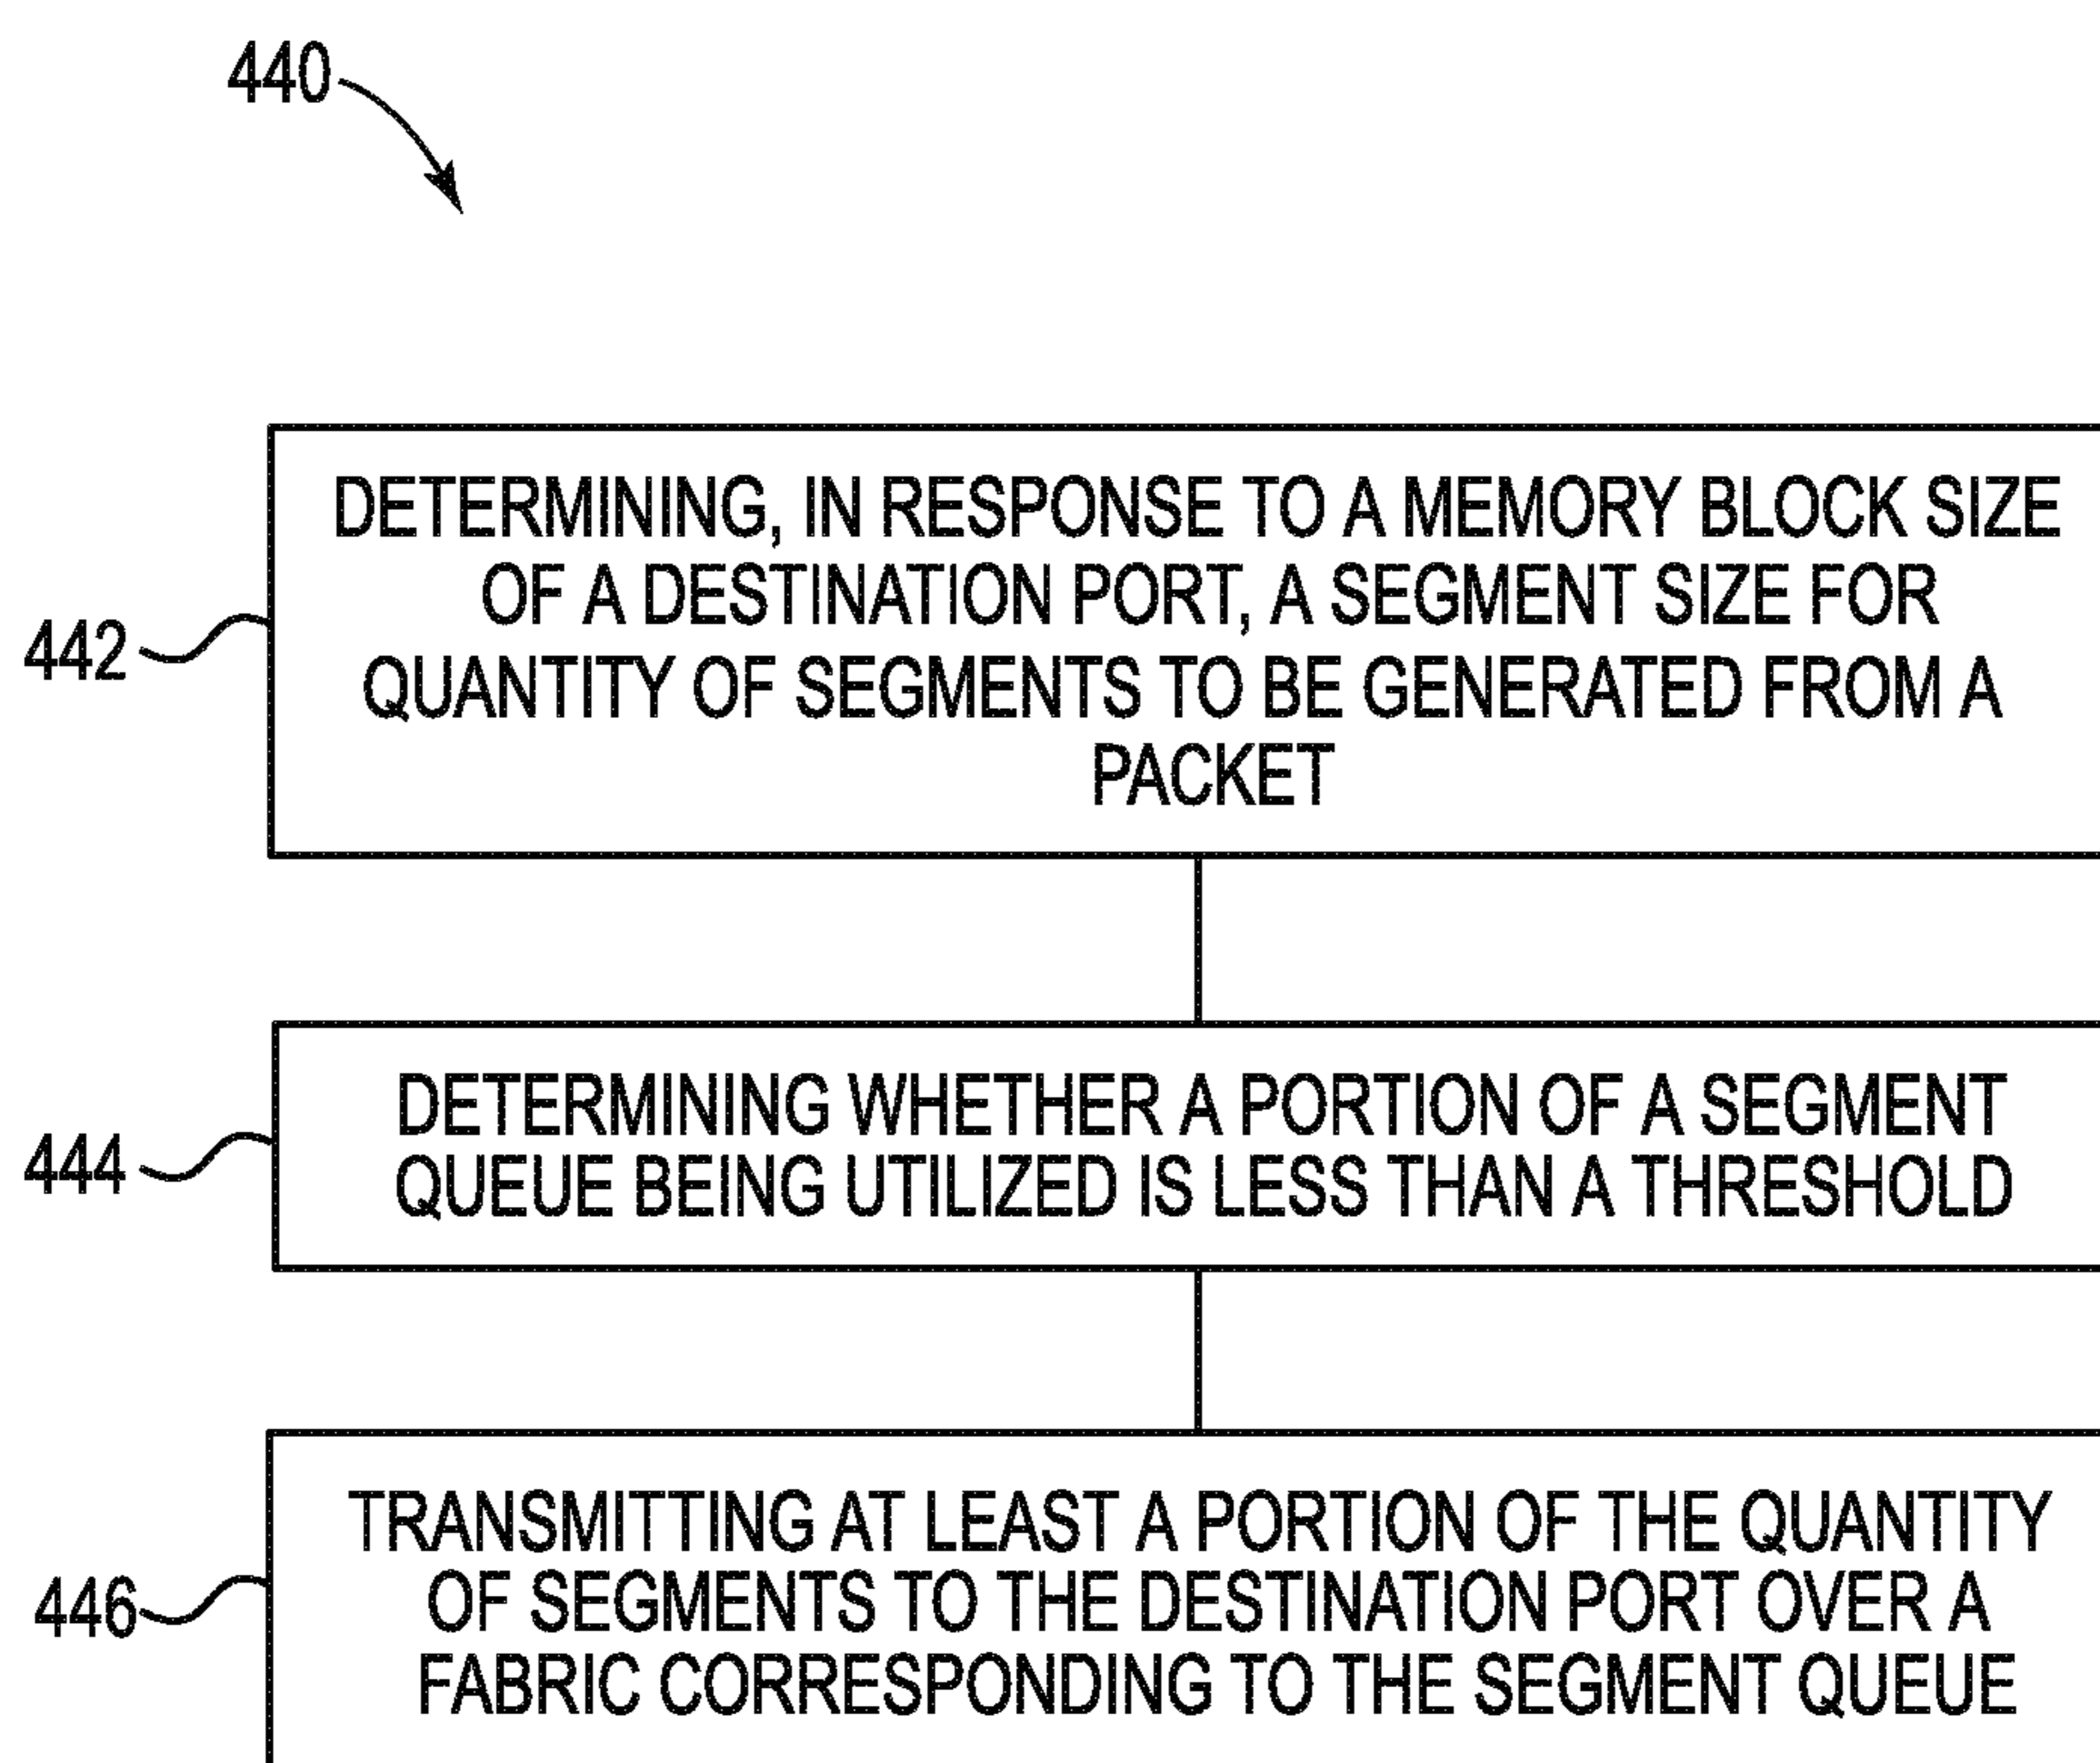 440
DETERMINING, IN RESPONSE TO A MEMORY BLOCK SIZE
OF A DESTINATION PORT, A SEGMENT SIZE FOR
QUANTITY OF SEGMENTS TO BE GENERATED FROM A
PACKET
442
DETERMINING WHETHER A PORTION OF A SEGMENT
QUEUE BEING UTILIZED IS LESS THAN A THRESHOLD
444
TRANSMITTING AT LEAST A PORTION OF THE QUANTITY
OF SEGMENTS TO THE DESTINATION PORT OVER A
FABRIC CORRESPONDING TO THE SEGMENT QUEUE
446